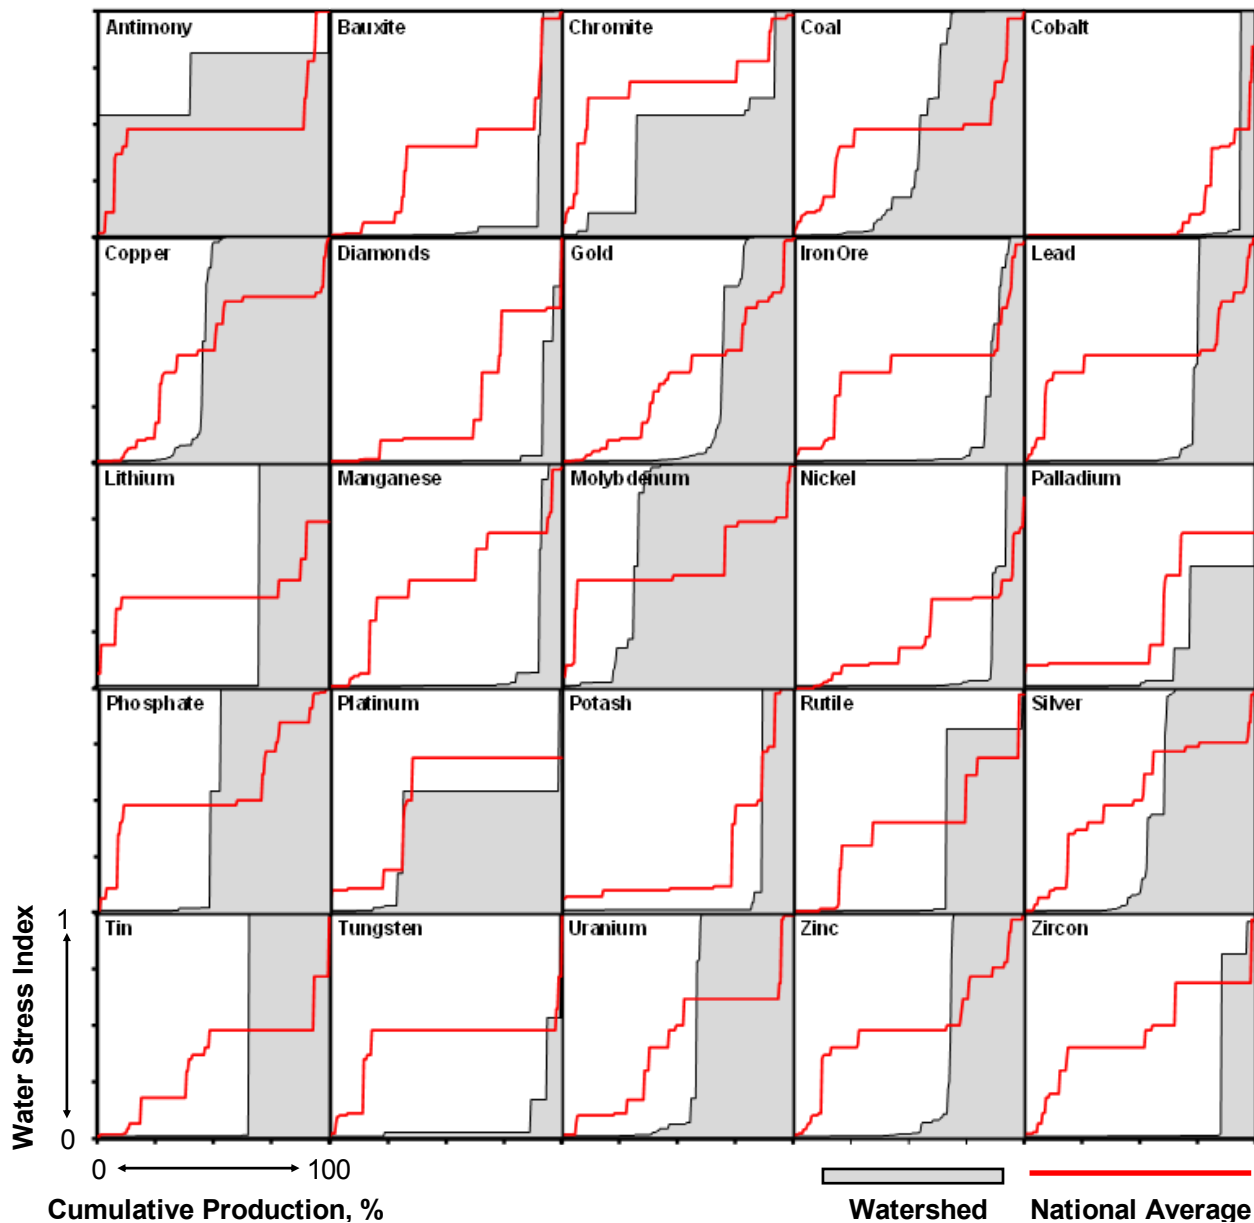 Antimony Bauxite Chromite Coal Cobalt
Copper Diamonds Gold Iron Ore Lead
Lithium Manganese Molybdenum Nickel Palladium
Phosphate Platinum Potash Rutile Silver
Tin Tungsten Uranium Zinc Zircon
Water Stress Index
1
0
0 100
Cumulative Production, %
Watershed
National Average